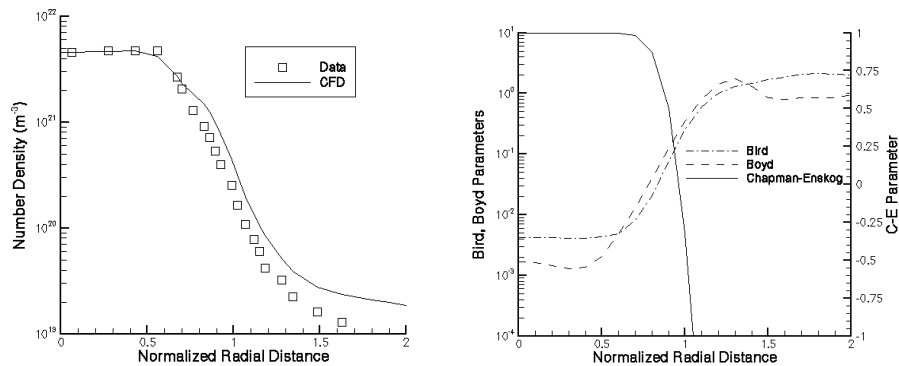 10^22
10^21
10^20
10^19
Number Density (m^-3)
Data
CFD
0
0.5
1
1.5
2
Normalized Radial Distance
10^1
10^0
10^-1
10^-2
10^-3
10^-4
Bird, Boyd Parameters
Bird
Boyd
Chapman-Enskog
1
0.75
0.5
0.25
0
-0.25
-0.5
-0.75
-1
C-E Parameter
0
0.5
1
1.5
2
Normalized Radial Distance